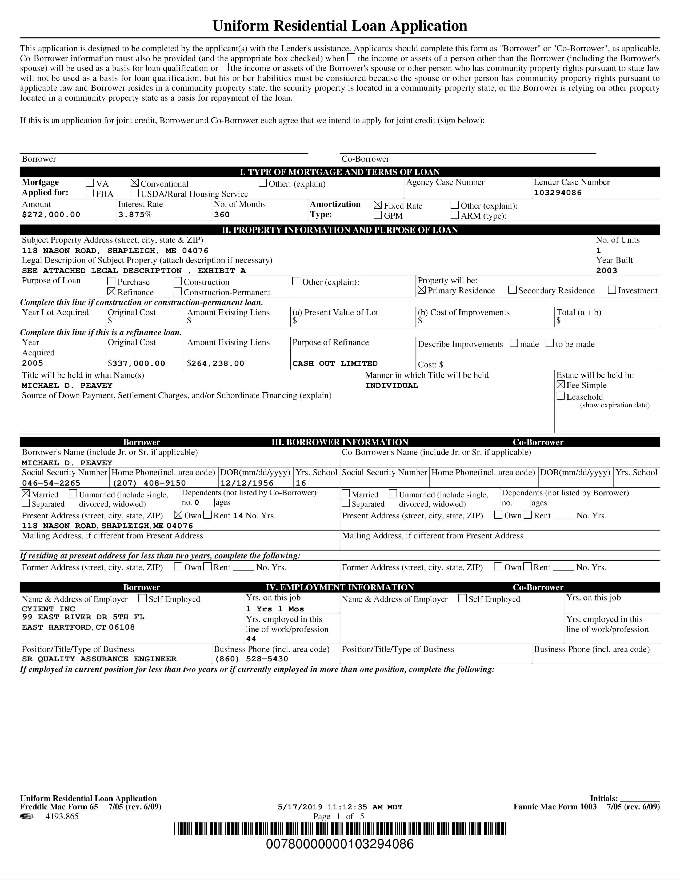 Uniform Residential Loan Application
This application is designed to be completed by the applicant(s) with the Lender's assistance. Applicants should complete this form as "Borrower" or "Co-Borrower", as applicable.
Co-Borrower information must also be provided (and the appropriate box checked) when ☐ the income or assets of a person other than the Borrower (including the Borrower's
spouse) will be used as a basis for loan qualification or ☐ the income or assets of the Borrower's spouse or other person who has community property rights pursuant to state law
will not be used as a basis for loan qualification, but his or her liabilities must be considered because the spouse or other person has community property rights pursuant to
applicable law and Borrower resides in a community property state, the security property is located in a community property state, or the Borrower is relying on other property
located in a community property state as a basis for repayment of the loan.
If this is an application for joint credit, Borrower and Co-Borrower each agree that we intend to apply for joint credit (sign below):
Borrower Co-Borrower
I. TYPE OF MORTGAGE AND TERMS OF LOAN
Mortgage ☐ VA ☒ Conventional ☐ Other: (explain) Agency Case Number Lender Case Number
Applied for: ☐ FHA ☐ USDA/Rural Housing Service 103294086
Amount Interest Rate No. of Months Amortization ☒ Fixed Rate ☐ Other (explain):
$272,000.00 3.875% 360 Type: ☐ GPM ☐ ARM (type):
II. PROPERTY INFORMATION AND PURPOSE OF LOAN
Subject Property Address (street, city, state & ZIP) No. of Units
118 NASON ROAD, SHAPLEIGH, ME 04076 1
Legal Description of Subject Property (attach description if necessary) Year Built
SEE ATTACHED LEGAL DESCRIPTION , EXHIBIT A 2003
Purpose of Loan ☐ Purchase ☐ Construction ☐ Other (explain): Property will be:
☒ Refinance ☐ Construction-Permanent ☒ Primary Residence ☐ Secondary Residence ☐ Investment
Complete this line if construction or construction-permanent loan.
Year Lot Acquired Original Cost Amount Existing Liens (a) Present Value of Lot (b) Cost of Improvements Total (a + b)
$ $ $ $ $
Complete this line if this is a refinance loan.
Year Original Cost Amount Existing Liens Purpose of Refinance Describe Improvements ☐ made ☐ to be made
Acquired
2005 $337,000.00 $264,238.00 CASH OUT LIMITED Cost: $
Title will be held in what Name(s) Manner in which Title will be held Estate will be held in:
MICHAEL D. PEAVEY INDIVIDUAL ☒ Fee Simple
Source of Down Payment, Settlement Charges, and/or Subordinate Financing (explain) ☐ Leasehold
(show expiration date)
Borrower III. BORROWER INFORMATION Co-Borrower
Borrower's Name (include Jr. or Sr. if applicable) Co-Borrower's Name (include Jr. or Sr. if applicable)
MICHAEL D. PEAVEY
Social Security Number Home Phone(incl. area code) DOB(mm/dd/yyyy) Yrs. School Social Security Number Home Phone(incl. area code) DOB(mm/dd/yyyy) Yrs. School
046-54-2265 (207) 408-9150 12/12/1956 16
☒ Married ☐ Unmarried (include single, Dependents (not listed by Co-Borrower) ☐ Married ☐ Unmarried (include single, Dependents (not listed by Borrower)
☐ Separated divorced, widowed) no. 0 ages ☐ Separated divorced, widowed) no. ages
Present Address (street, city, state, ZIP) ☒ Own ☐ Rent 14 No. Yrs. Present Address (street, city, state, ZIP) ☐ Own ☐ Rent ____ No. Yrs.
118 NASON ROAD, SHAPLEIGH, ME 04076
Mailing Address, if different from Present Address Mailing Address, if different from Present Address
If residing at present address for less than two years, complete the following:
Former Address (street, city, state, ZIP) ☐ Own ☐ Rent ____ No. Yrs. Former Address (street, city, state, ZIP) ☐ Own ☐ Rent ____ No. Yrs.
Borrower IV. EMPLOYMENT INFORMATION Co-Borrower
Name & Address of Employer ☐ Self Employed Yrs. on this job Name & Address of Employer ☐ Self Employed Yrs. on this job
CYIENT INC 1 Yrs 1 Mos
99 EAST RIVER DR 5TH FL Yrs. employed in this Yrs. employed in this
EAST HARTFORD, CT 06108 line of work/profession line of work/profession
44
Position/Title/Type of Business Business Phone (incl. area code) Position/Title/Type of Business Business Phone (incl. area code)
SR QUALITY ASSURANCE ENGINEER (860) 528-5430
If employed in current position for less than two years or if currently employed in more than one position, complete the following:
Uniform Residential Loan Application Initials: ________
Freddie Mac Form 65 7/05 (rev. 6/09) 5/17/2019 11:12:35 AM MDT Fannie Mae Form 1003 7/05 (rev. 6/09)
4193.865 Page 1 of 5
00780000000103294086